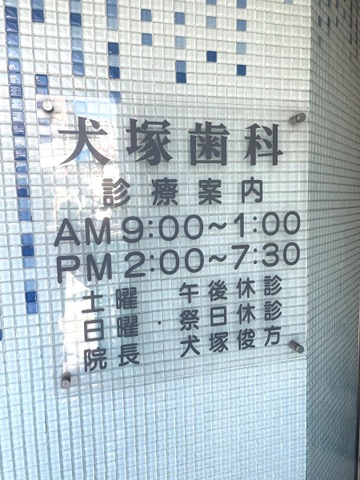 犬塚歯科
診療案内
AM 9:00～1:00
PM 2:00～7:30
土曜 午後休診
日曜・祭日休診
院長 犬塚俊方